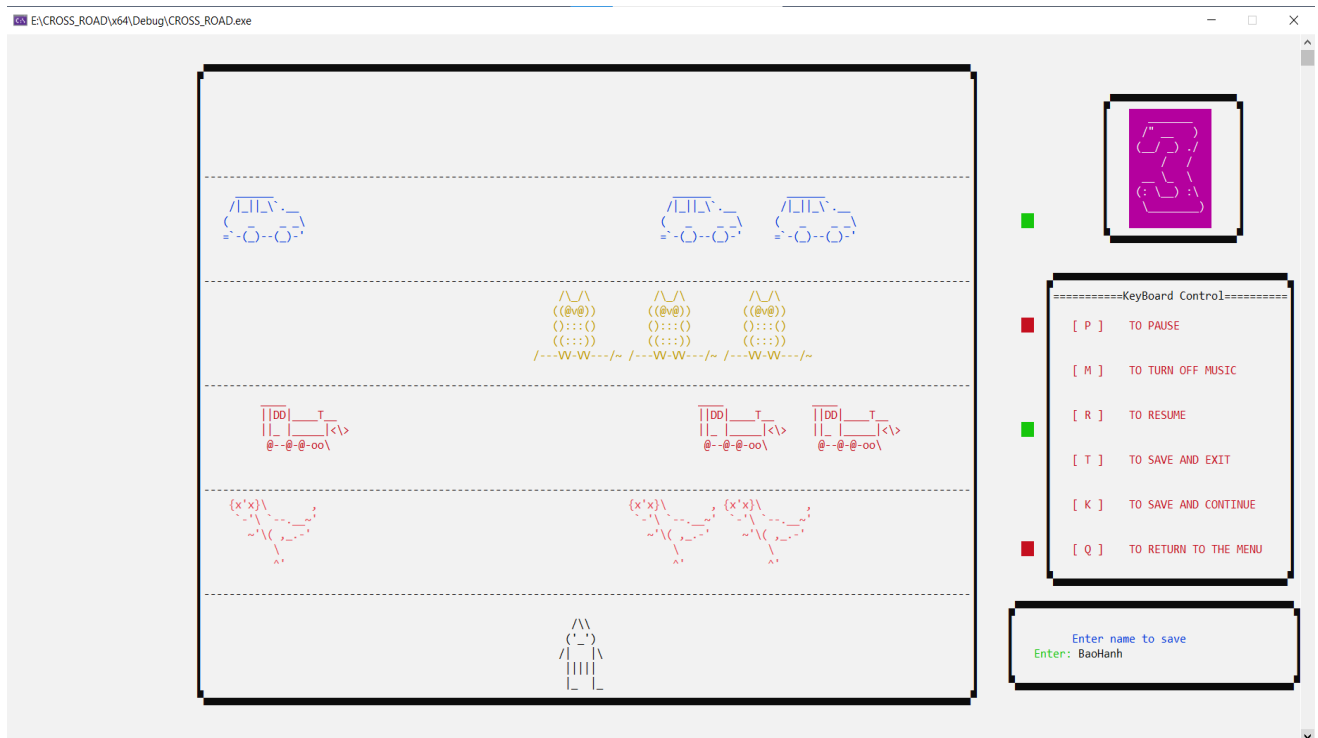 E:\CROSS_ROAD\x64\Debug\CROSS_ROAD.exe
===========KeyBoard Control==========
[ P ] TO PAUSE
[ M ] TO TURN OFF MUSIC
[ R ] TO RESUME
[ T ] TO SAVE AND EXIT
[ K ] TO SAVE AND CONTINUE
[ Q ] TO RETURN TO THE MENU
Enter name to save
Enter: BaoHanh